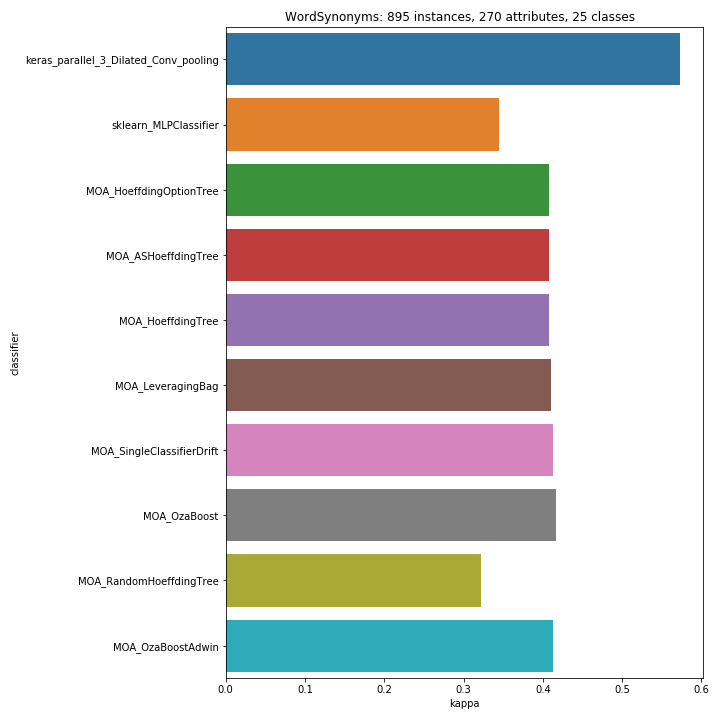 WordSynonyms: 895 instances, 270 attributes, 25 classes
keras_parallel_3_Dilated_Conv_pooling
sklearn_MLPClassifier
MOA_HoeffdingOptionTree
MOA_ASHoeffdingTree
MOA_HoeffdingTree
MOA_LeveragingBag
MOA_SingleClassifierDrift
MOA_OzaBoost
MOA_RandomHoeffdingTree
MOA_OzaBoostAdwin
classifier
0.0 0.1 0.2 0.3 0.4 0.5 0.6
kappa